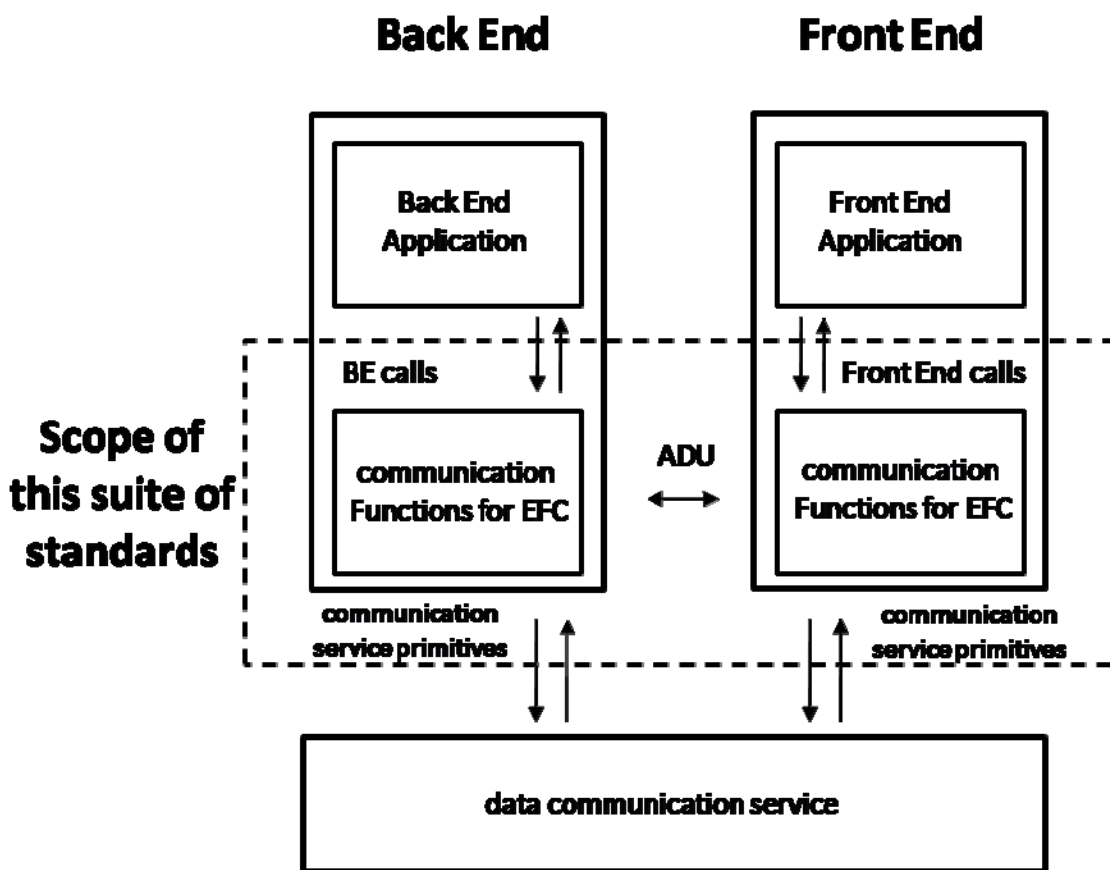 Back End
Front End
Back End
Application
Front End
Application
BE calls
Front End calls
Scope of
this suite of
standards
communication
Functions for EFC
ADU
communication
Functions for EFC
communication
service primitives
communication
service primitives
data communication service